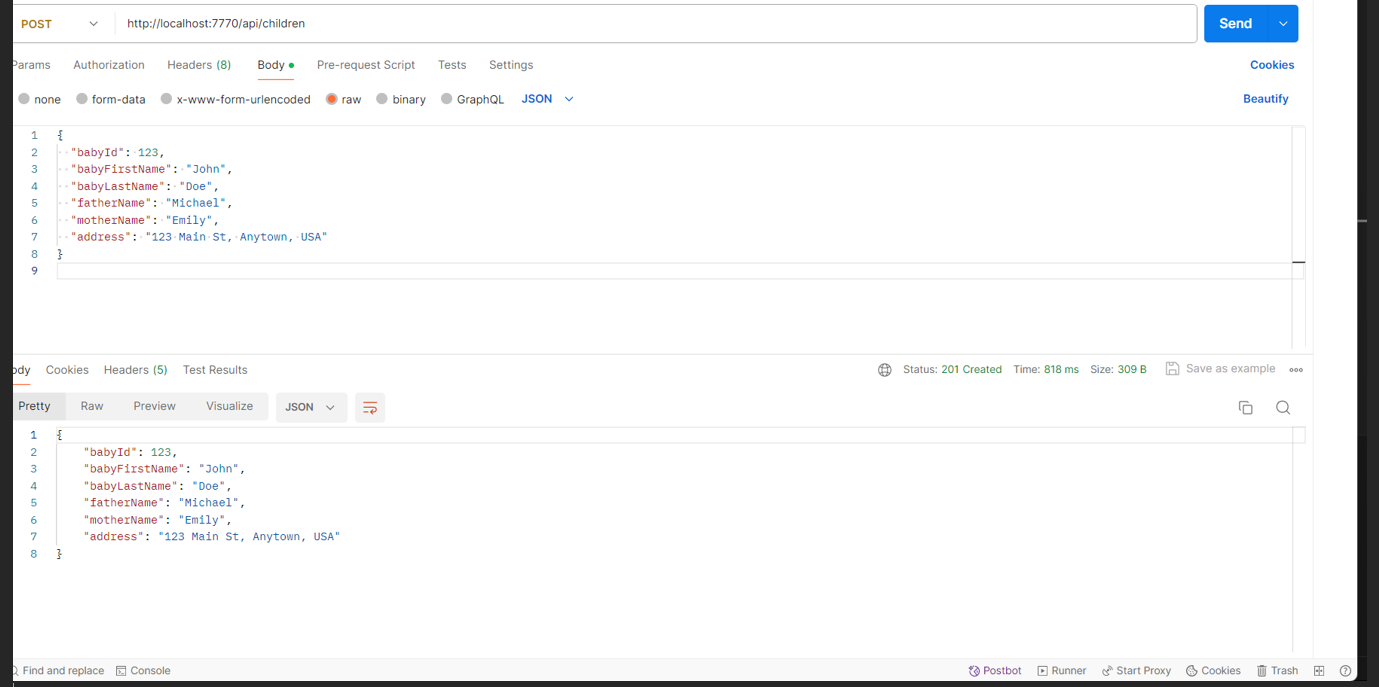 POST http://localhost:7770/api/children Send
Params Authorization Headers (8) Body Pre-request Script Tests Settings Cookies
none form-data x-www-form-urlencoded raw binary GraphQL JSON Beautify
1 {
2 "babyId": 123,
3 "babyFirstName": "John",
4 "babyLastName": "Doe",
5 "fatherName": "Michael",
6 "motherName": "Emily",
7 "address": "123 Main St, Anytown, USA"
8 }
9
ody Cookies Headers (5) Test Results Status: 201 Created Time: 818 ms Size: 309 B Save as example
Pretty Raw Preview Visualize JSON
1 {
2 "babyId": 123,
3 "babyFirstName": "John",
4 "babyLastName": "Doe",
5 "fatherName": "Michael",
6 "motherName": "Emily",
7 "address": "123 Main St, Anytown, USA"
8 }
Find and replace Console Postbot Runner Start Proxy Cookies Trash